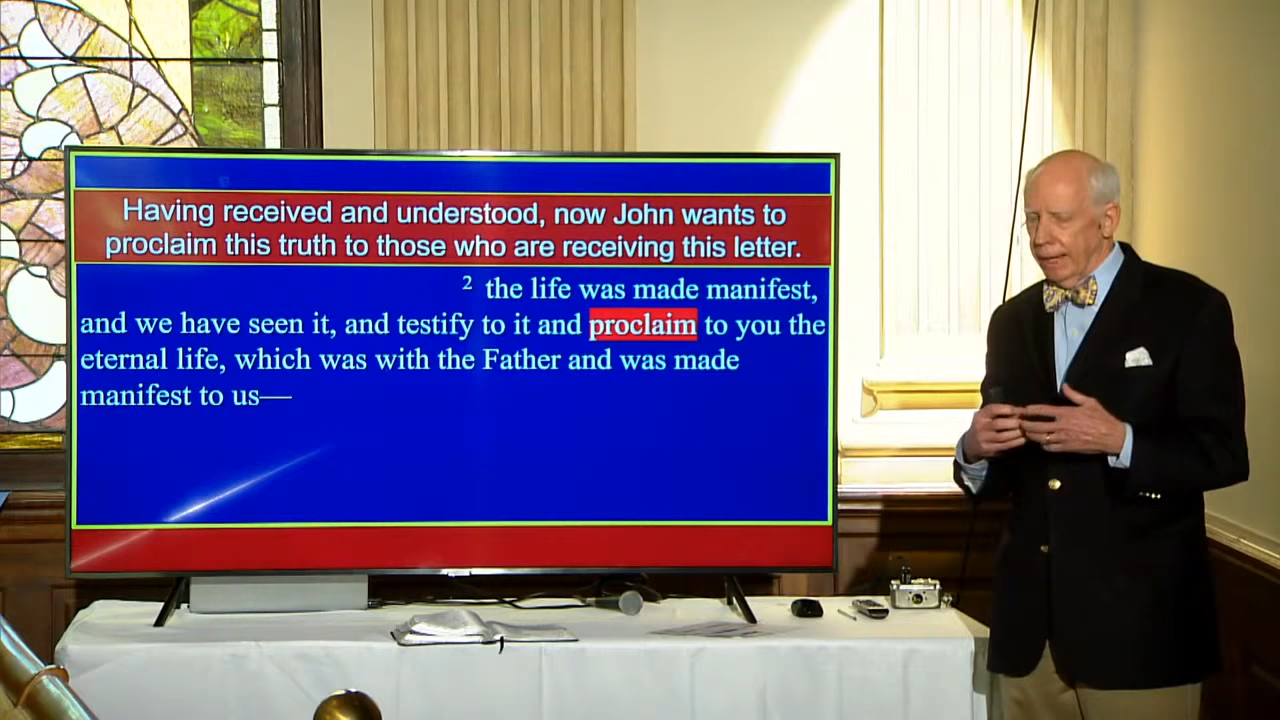 Having received and understood, now John wants to
proclaim this truth to those who are receiving this letter.
2 the life was made manifest,
and we have seen it, and testify to it and proclaim to you the
eternal life, which was with the Father and was made
manifest to us—